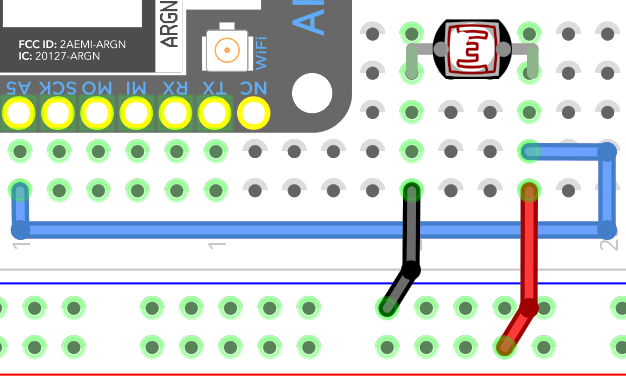 FCC ID: 2AEMI-ARGN
IC: 20127-ARGN
ARGN
WiFi
A5 SCK MO MI RX TX NC
1
1
2